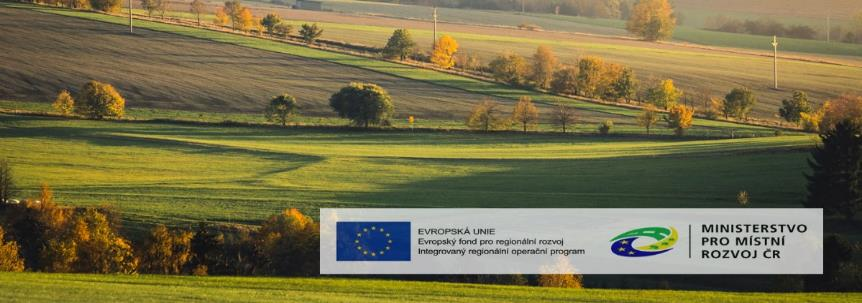 EVROPSKÁ UNIE
Evropský fond pro regionální rozvoj
Integrovaný regionální operační program
MINISTERSTVO
PRO MÍSTNÍ
ROZVOJ ČR